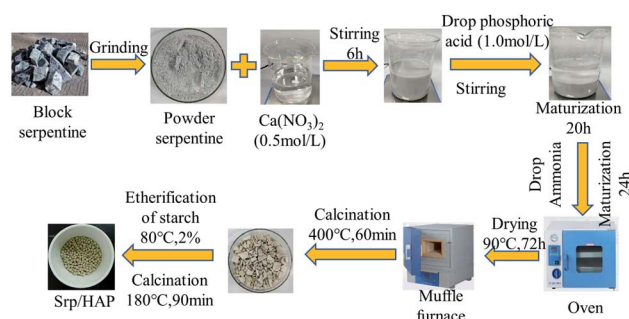 Grinding
Block
serpentine
Powder
serpentine
Ca(NO₃)₂
(0.5mol/L)
Stirring
6h
Drop phosphoric
acid (1.0mol/L)
Stirring
Maturization
20h
Drop
Ammonia
Maturization
24h
Oven
Drying
90℃,72h
Muffle
furnace
Calcination
400℃,60min
Etherification
of starch
80℃,2%
Calcination
180℃,90min
Srp/HAP